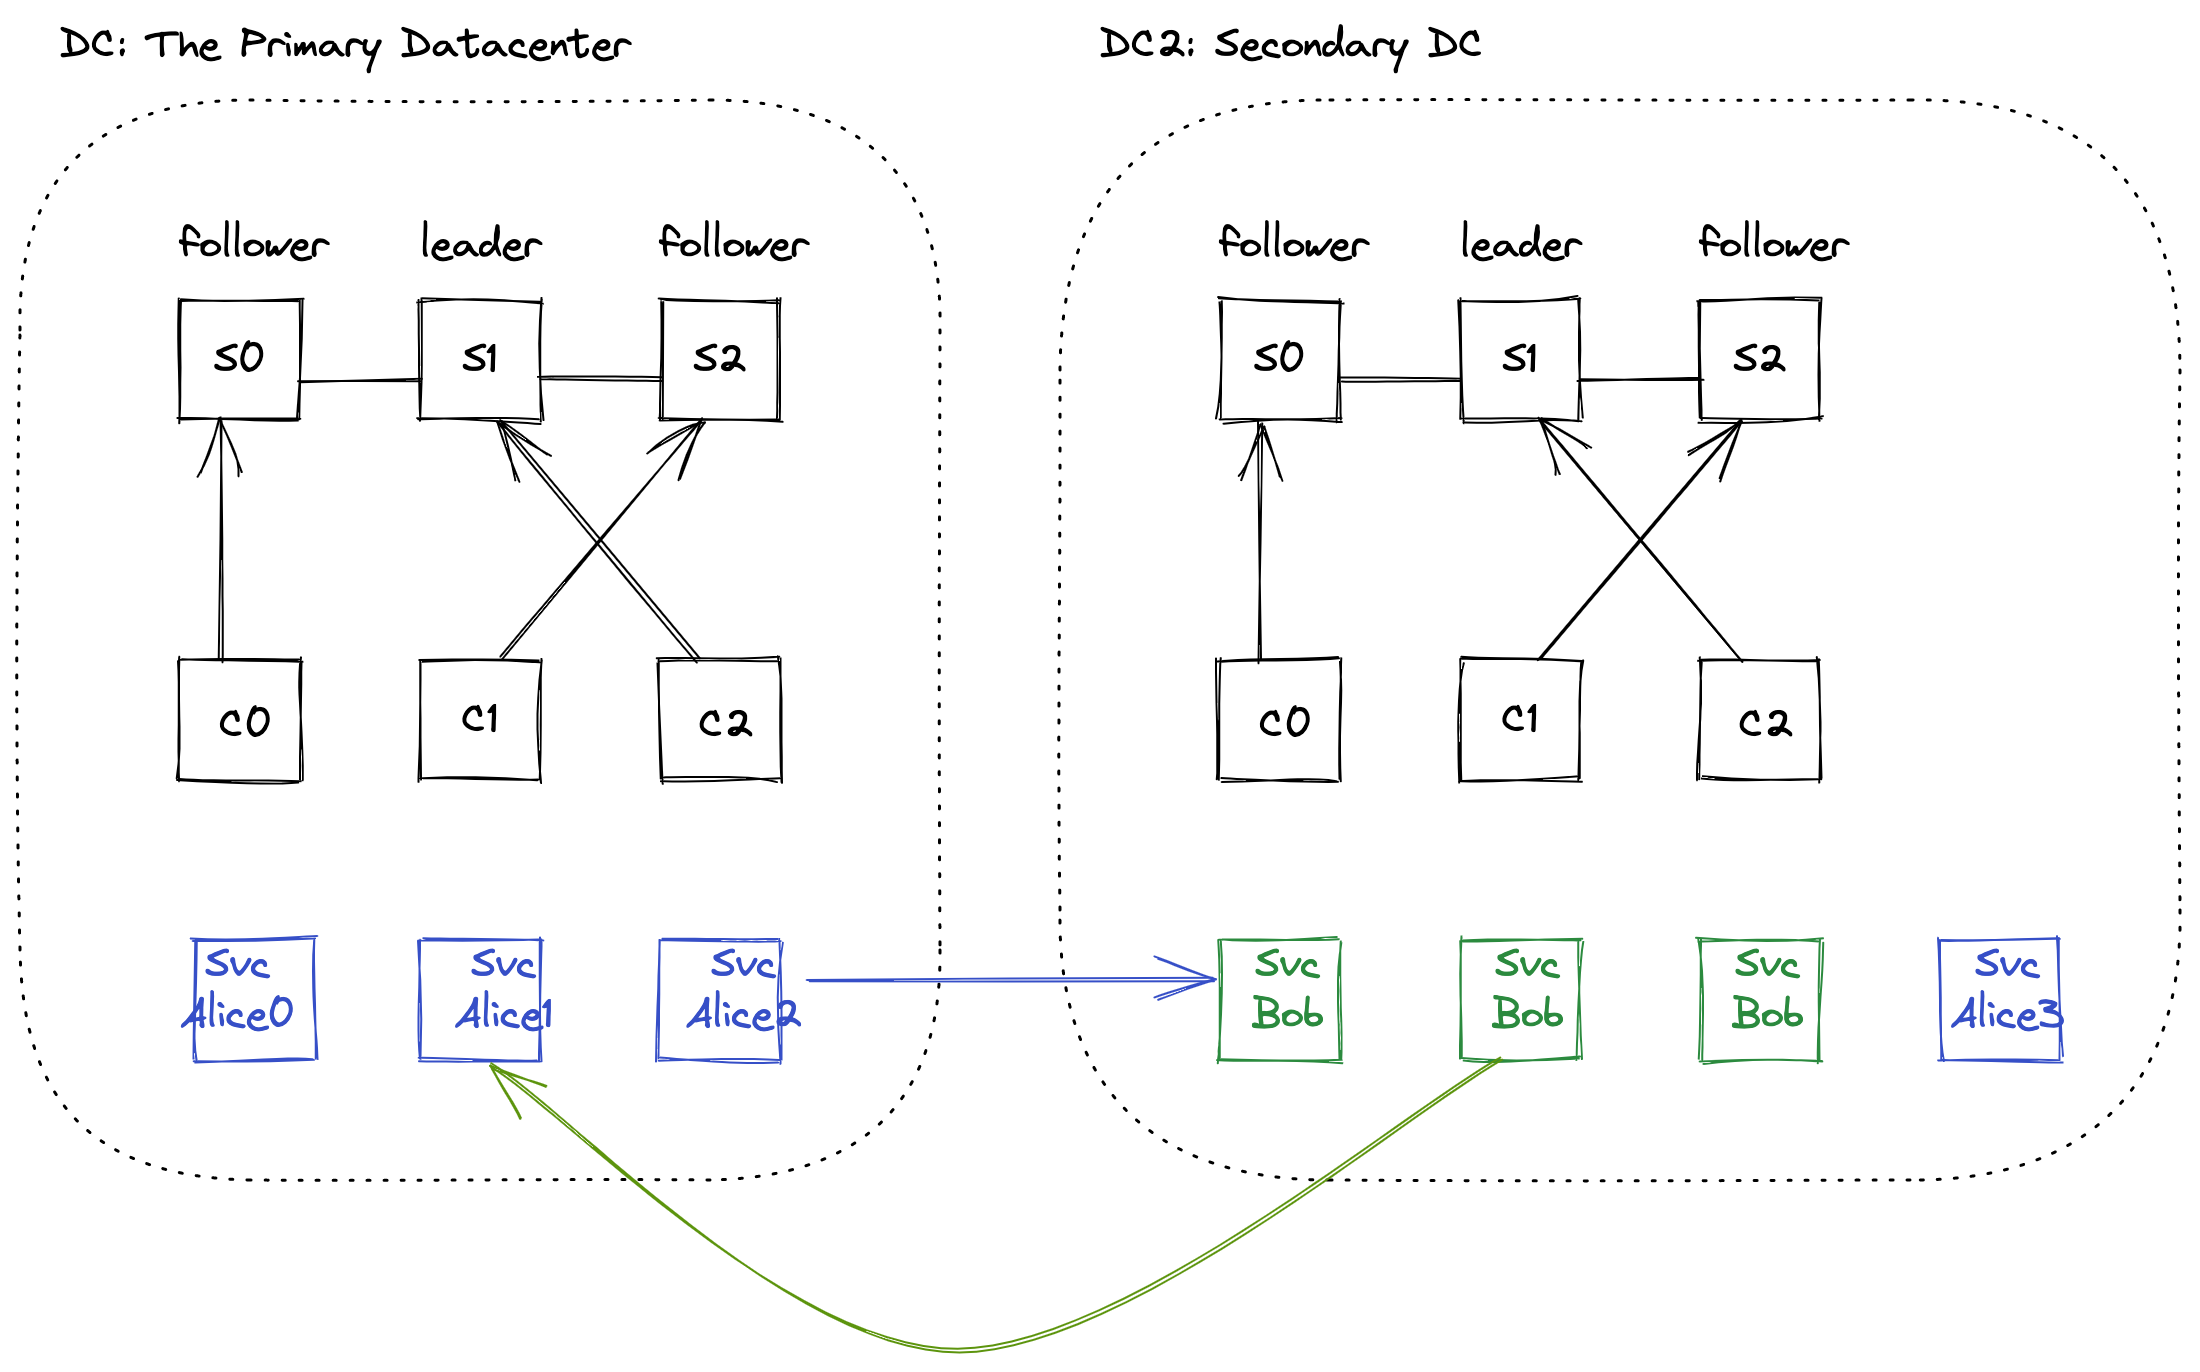 DC: The Primary Datacenter
DC2: Secondary DC
follower
leader
follower
follower
leader
follower
S0
S1
S2
S0
S1
S2
C0
C1
C2
C0
C1
C2
Svc
Alice0
Svc
Alice1
Svc
Alice2
Svc
Bob
Svc
Bob
Svc
Bob
Svc
Alice3